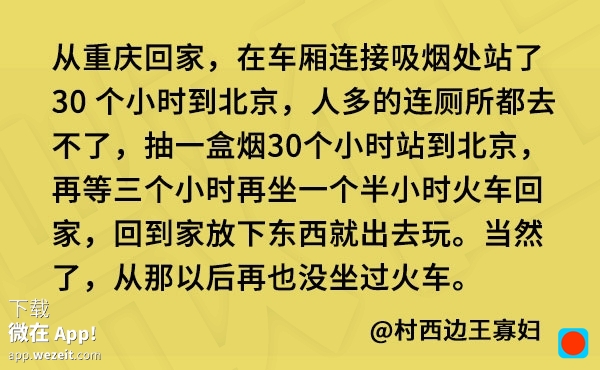 从重庆回家，在车厢连接吸烟处站了
30 个小时到北京，人多的连厕所都去
不了，抽一盒烟30个小时站到北京，
再等三个小时再坐一个半小时火车回
家，回到家放下东西就出去玩。当然
了，从那以后再也没坐过火车。
@村西边王寡妇
下载
微在 App!
app.wezeit.com